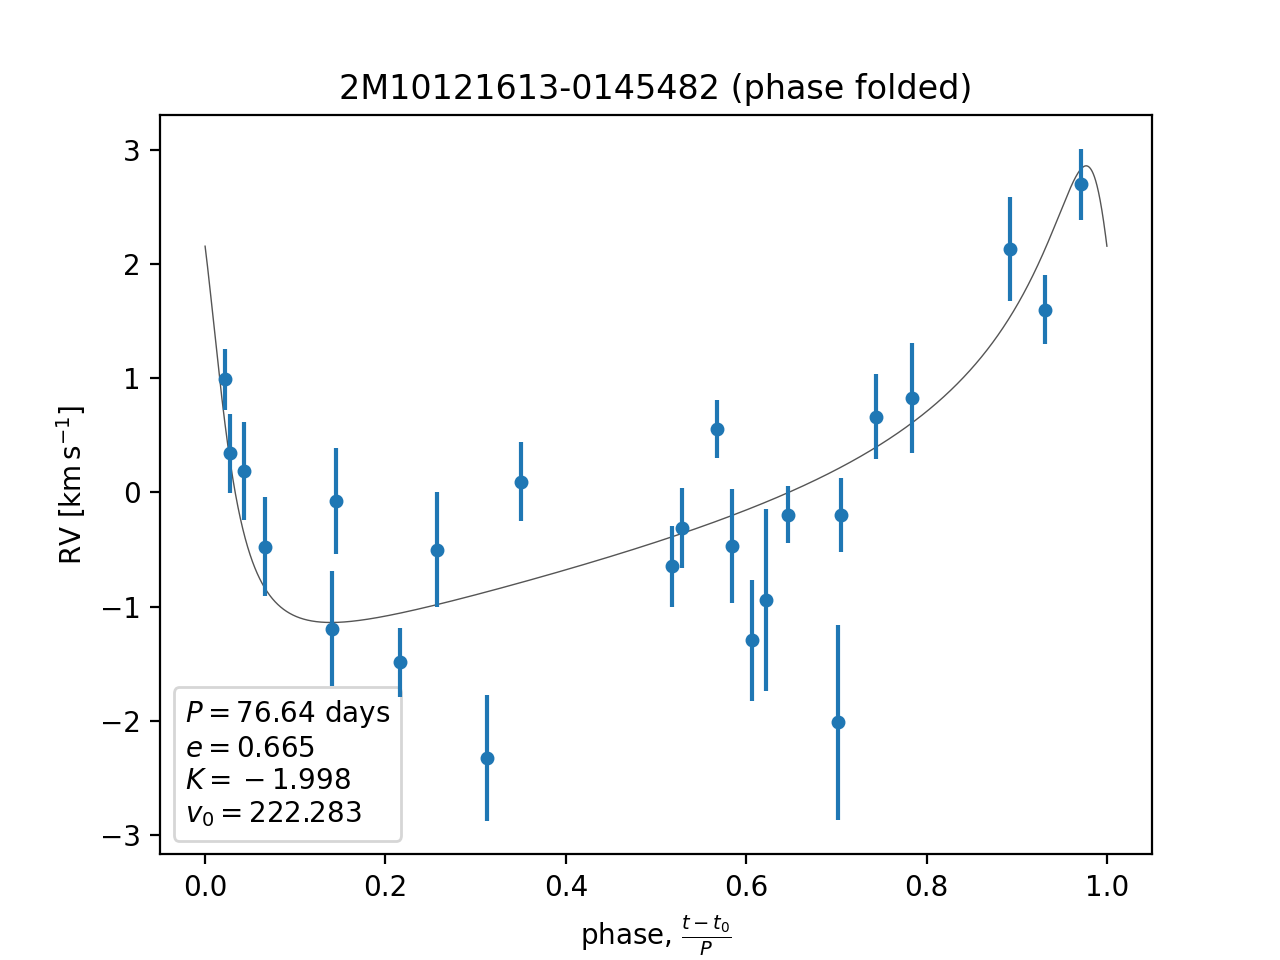 2M10121613-0145482 (phase folded)
3
2
1
0
−1
−2
−3
RV [km s⁻¹]
P = 76.64 days
e = 0.665
K = −1.998
v₀ = 222.283
0.0 0.2 0.4 0.6 0.8 1.0
phase, (t − t₀)/P